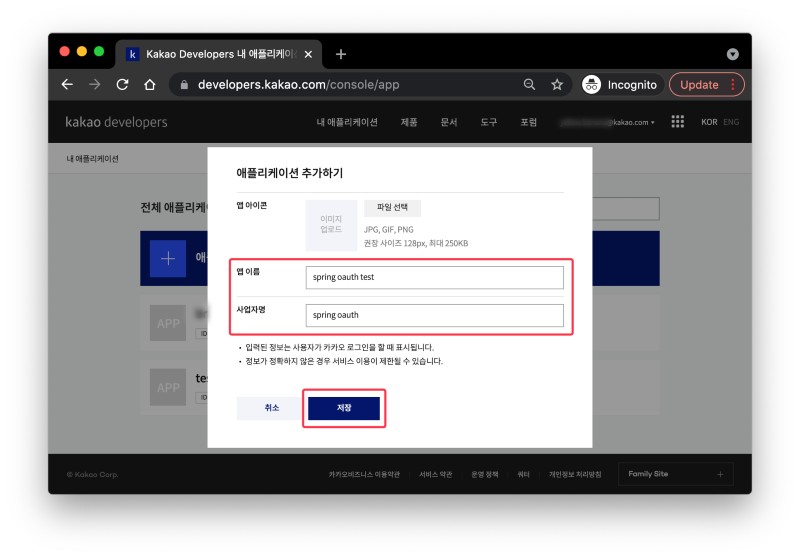 k Kakao Developers 내 애플리케이
developers.kakao.com/console/app
Incognito
Update
kakao developers
내 애플리케이션 제품 문서 도구 포럼
@kakao.com
KOR ENG
내 애플리케이션
애플리케이션 추가하기
전체 애플리케
앱 아이콘
이미지
업로드
파일 선택
JPG, GIF, PNG
권장 사이즈 128px, 최대 250KB
앱 이름
spring oauth test
사업자명
spring oauth
APP
ID
• 입력된 정보는 사용자가 카카오 로그인을 할 때 표시됩니다.
• 정보가 정확하지 않은 경우 서비스 이용이 제한될 수 있습니다.
APP
te
ID
취소
저장
© Kakao Corp.
카카오비즈니스 이용약관 서비스 약관 운영 정책 쿼터 개인정보 처리방침
Family Site